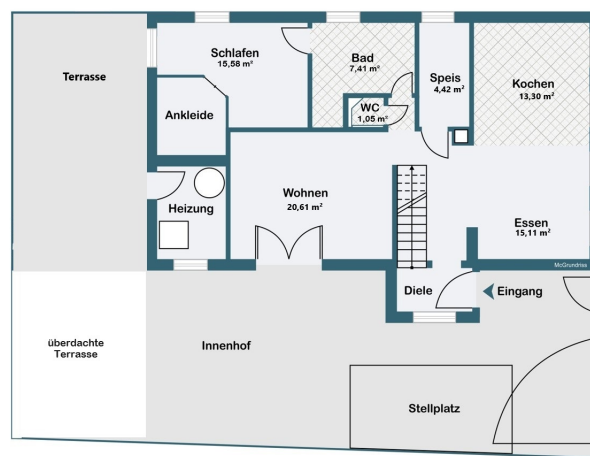 Schlafen
15,58 m²
Bad
7,41 m²
Terrasse
Speis
4,42 m²
Kochen
13,30 m²
Ankleide
WC
1,05 m²
Wohnen
20,61 m²
Heizung
Essen
15,11 m²
McGrundriss
Diele
Eingang
überdachte
Terrasse
Innenhof
Stellplatz